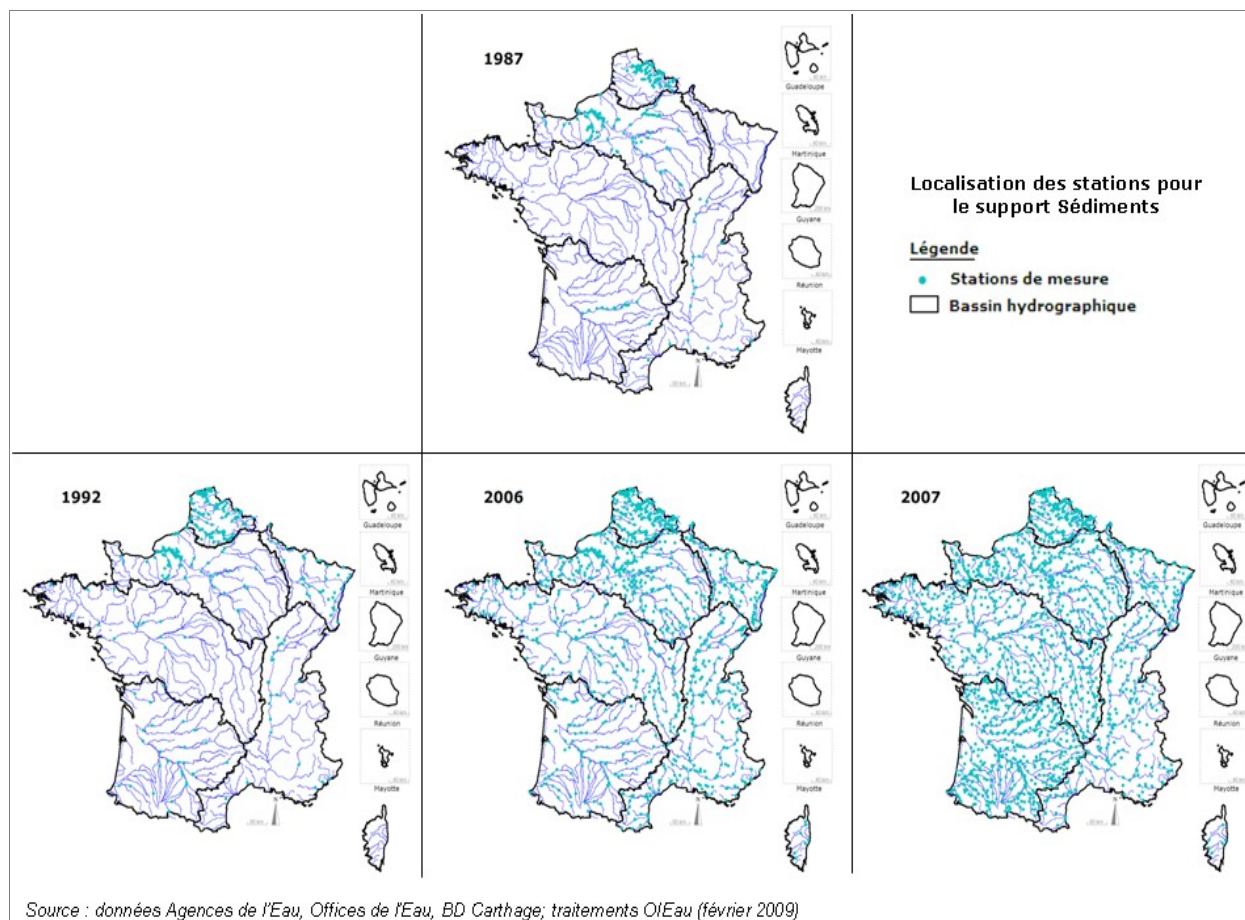 1987
Guadeloupe
Martinique
Guyane
Réunion
Mayotte
N
Localisation des stations pour
le support Sédiments
Légende
Stations de mesure
Bassin hydrographique
1992
Guadeloupe
Martinique
Guyane
Réunion
Mayotte
N
2006
Guadeloupe
Martinique
Guyane
Réunion
Mayotte
N
2007
Guadeloupe
Martinique
Guyane
Réunion
Mayotte
N
Source : données Agences de l'Eau, Offices de l'Eau, BD Carthage; traitements OIEau (février 2009)